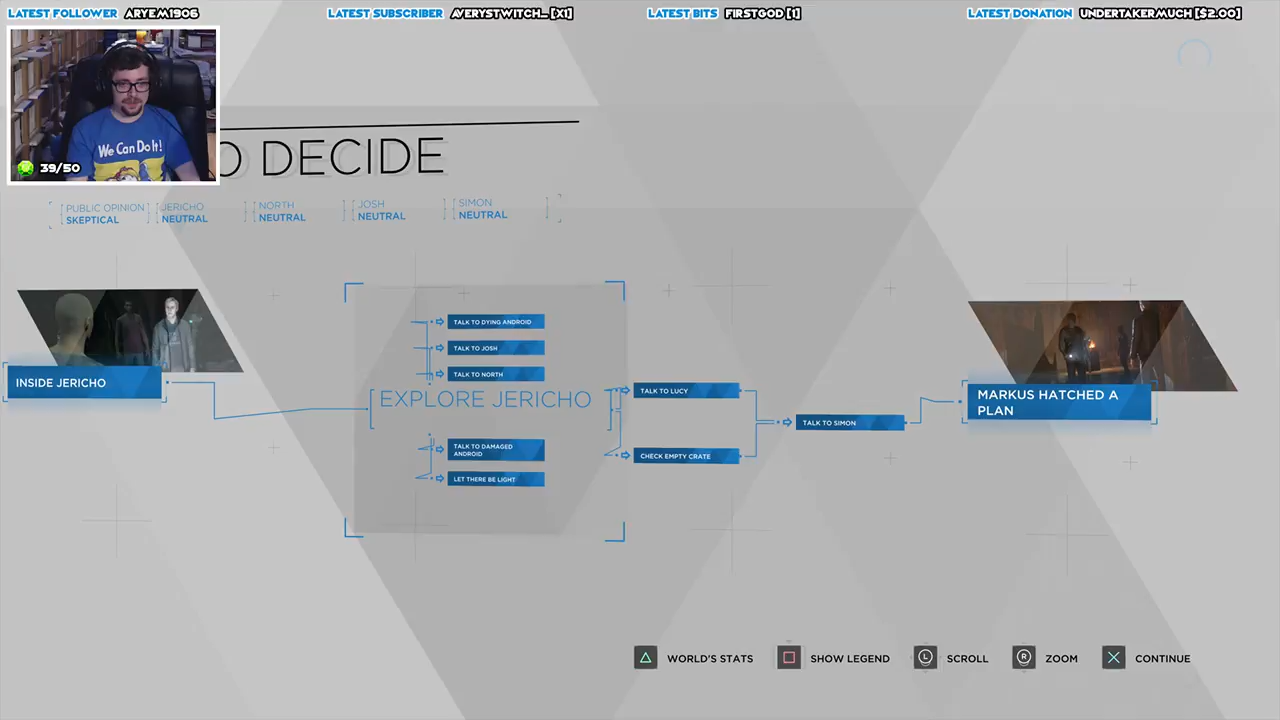 LATEST FOLLOWER ARYEM1906
LATEST SUBSCRIBER AVERYSTWITCH_ [X1]
LATEST BITS FIRSTGOD [1]
LATEST DONATION UNDERTAKERMUCH [$2.00]
We Can Do It!
39/50
O DECIDE
PUBLIC OPINION
SKEPTICAL
JERICHO
NEUTRAL
NORTH
NEUTRAL
JOSH
NEUTRAL
SIMON
NEUTRAL
INSIDE JERICHO
TALK TO DYING ANDROID
TALK TO JOSH
TALK TO NORTH
EXPLORE JERICHO
TALK TO DAMAGED
ANDROID
LET THERE BE LIGHT
TALK TO LUCY
CHECK EMPTY CRATE
TALK TO SIMON
MARKUS HATCHED A
PLAN
WORLD'S STATS
SHOW LEGEND
L
SCROLL
R
ZOOM
CONTINUE